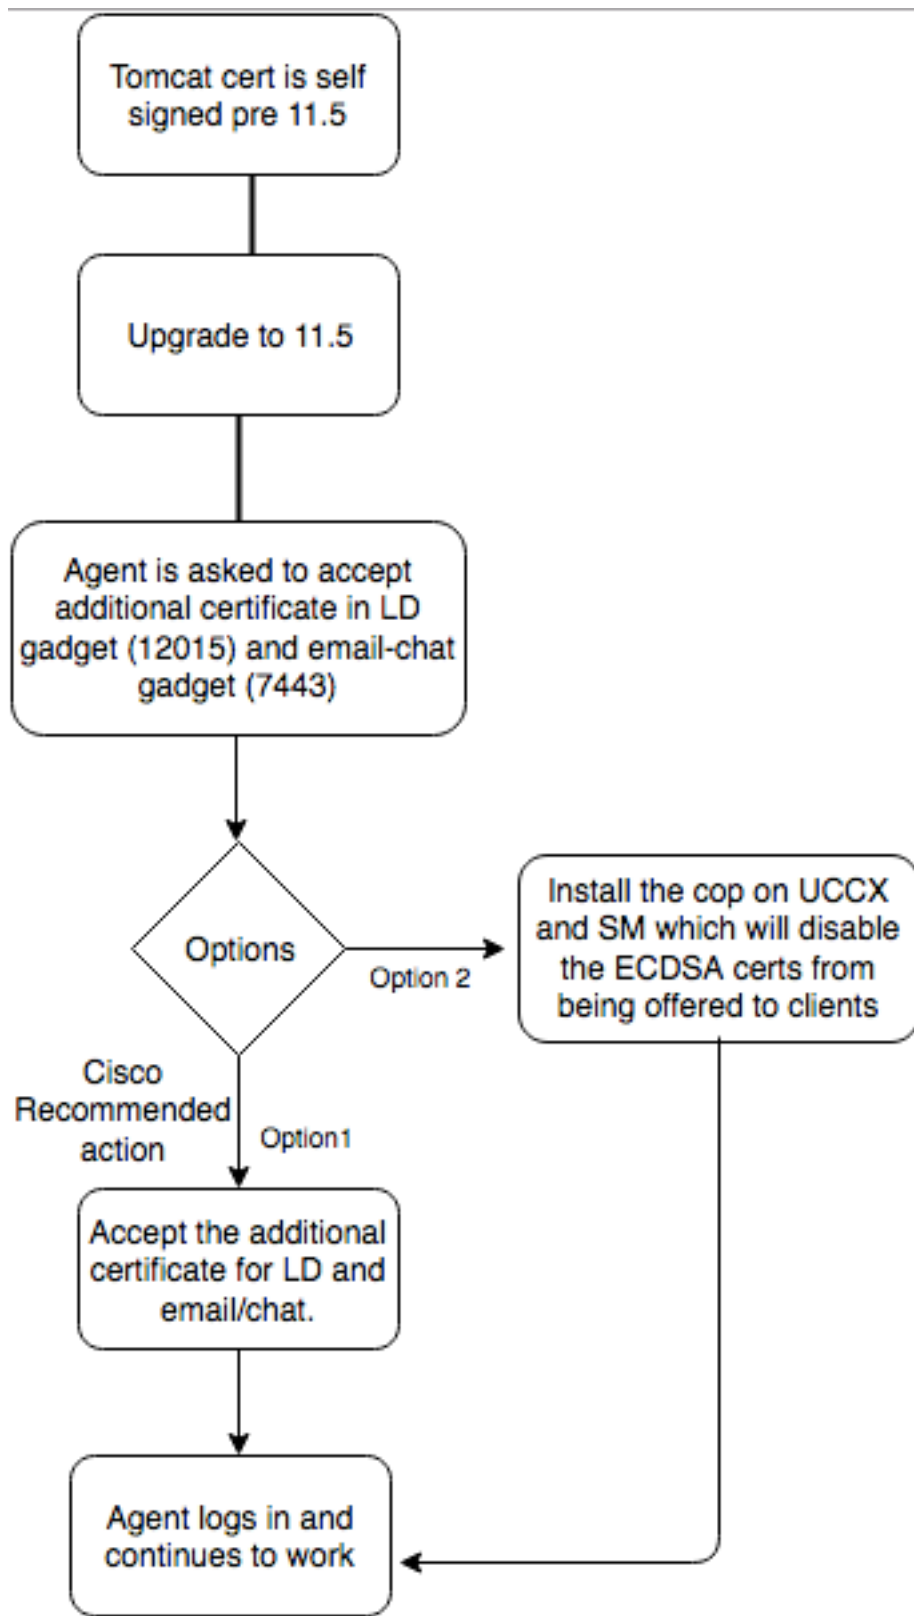 Tomcat cert is self
signed pre 11.5
Upgrade to 11.5
Agent is asked to accept
additional certificate in LD
gadget (12015) and email-chat
gadget (7443)
Options
Option 2
Install the cop on UCCX
and SM which will disable
the ECDSA certs from
being offered to clients
Cisco
Recommended
action
Option1
Accept the additional
certificate for LD and
email/chat.
Agent logs in and
continues to work